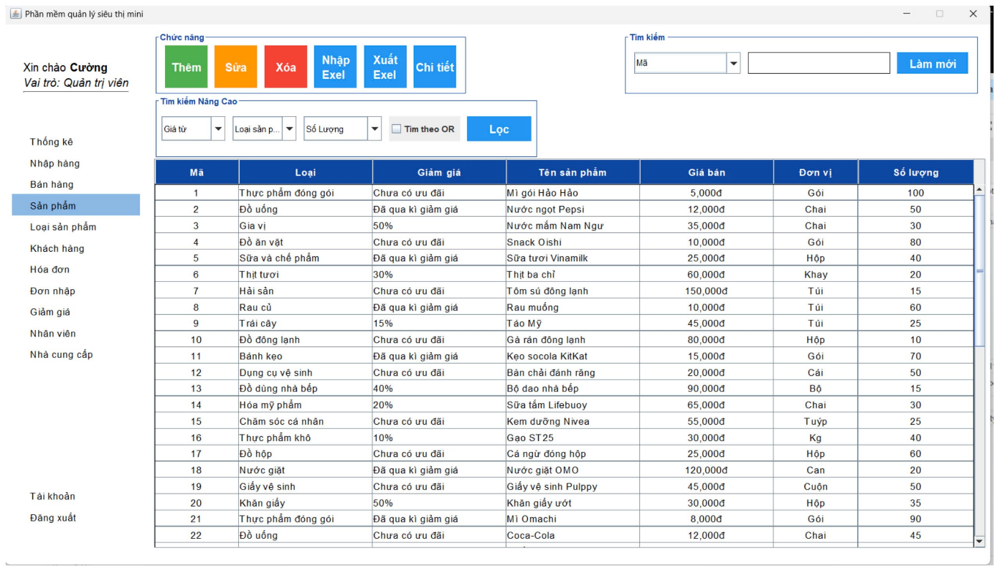 Phần mềm quản lý siêu thị mini
Xin chào Cường
Vai trò: Quản trị viên
Thống kê
Nhập hàng
Bán hàng
Sản phẩm
Loại sản phẩm
Khách hàng
Hóa đơn
Đơn nhập
Giảm giá
Nhân viên
Nhà cung cấp
Tài khoản
Đăng xuất
Chức năng
Thêm Sửa Xóa Nhập Exel Xuất Exel Chi tiết
Tìm kiếm
Mã Làm mới
Tìm kiếm Nâng Cao
Giá từ Loại sản p... Số Lượng Tìm theo OR Lọc
Mã Loại Giảm giá Tên sản phẩm Giá bán Đơn vị Số lượng
1 Thực phẩm đóng gói Chưa có ưu đãi Mì gói Hảo Hảo 5,000đ Gói 100
2 Đồ uống Đã qua kì giảm giá Nước ngọt Pepsi 12,000đ Chai 50
3 Gia vị 50% Nước mắm Nam Ngư 35,000đ Chai 30
4 Đồ ăn vặt Chưa có ưu đãi Snack Oishi 10,000đ Gói 80
5 Sữa và chế phẩm Đã qua kì giảm giá Sữa tươi Vinamilk 25,000đ Hộp 40
6 Thịt tươi 30% Thịt ba chỉ 60,000đ Khay 20
7 Hải sản Chưa có ưu đãi Tôm sú đông lạnh 150,000đ Túi 15
8 Rau củ Đã qua kì giảm giá Rau muống 10,000đ Túi 60
9 Trái cây 15% Táo Mỹ 45,000đ Túi 25
10 Đồ đông lạnh Chưa có ưu đãi Gà rán đông lạnh 80,000đ Hộp 10
11 Bánh kẹo Đã qua kì giảm giá Kẹo socola KitKat 15,000đ Gói 70
12 Dụng cụ vệ sinh Chưa có ưu đãi Bàn chải đánh răng 20,000đ Cái 50
13 Đồ dùng nhà bếp 40% Bộ dao nhà bếp 90,000đ Bộ 15
14 Hóa mỹ phẩm 20% Sữa tắm Lifebuoy 65,000đ Chai 30
15 Chăm sóc cá nhân Chưa có ưu đãi Kem dưỡng Nivea 55,000đ Tuýp 25
16 Thực phẩm khô 10% Gạo ST25 30,000đ Kg 40
17 Đồ hộp Chưa có ưu đãi Cá ngừ đóng hộp 25,000đ Hộp 60
18 Nước giặt Đã qua kì giảm giá Nước giặt OMO 120,000đ Can 20
19 Giấy vệ sinh Chưa có ưu đãi Giấy vệ sinh Pulppy 45,000đ Cuộn 50
20 Khăn giấy 50% Khăn giấy ướt 30,000đ Hộp 35
21 Thực phẩm đóng gói Đã qua kì giảm giá Mì Omachi 8,000đ Gói 90
22 Đồ uống Chưa có ưu đãi Coca-Cola 12,000đ Chai 45